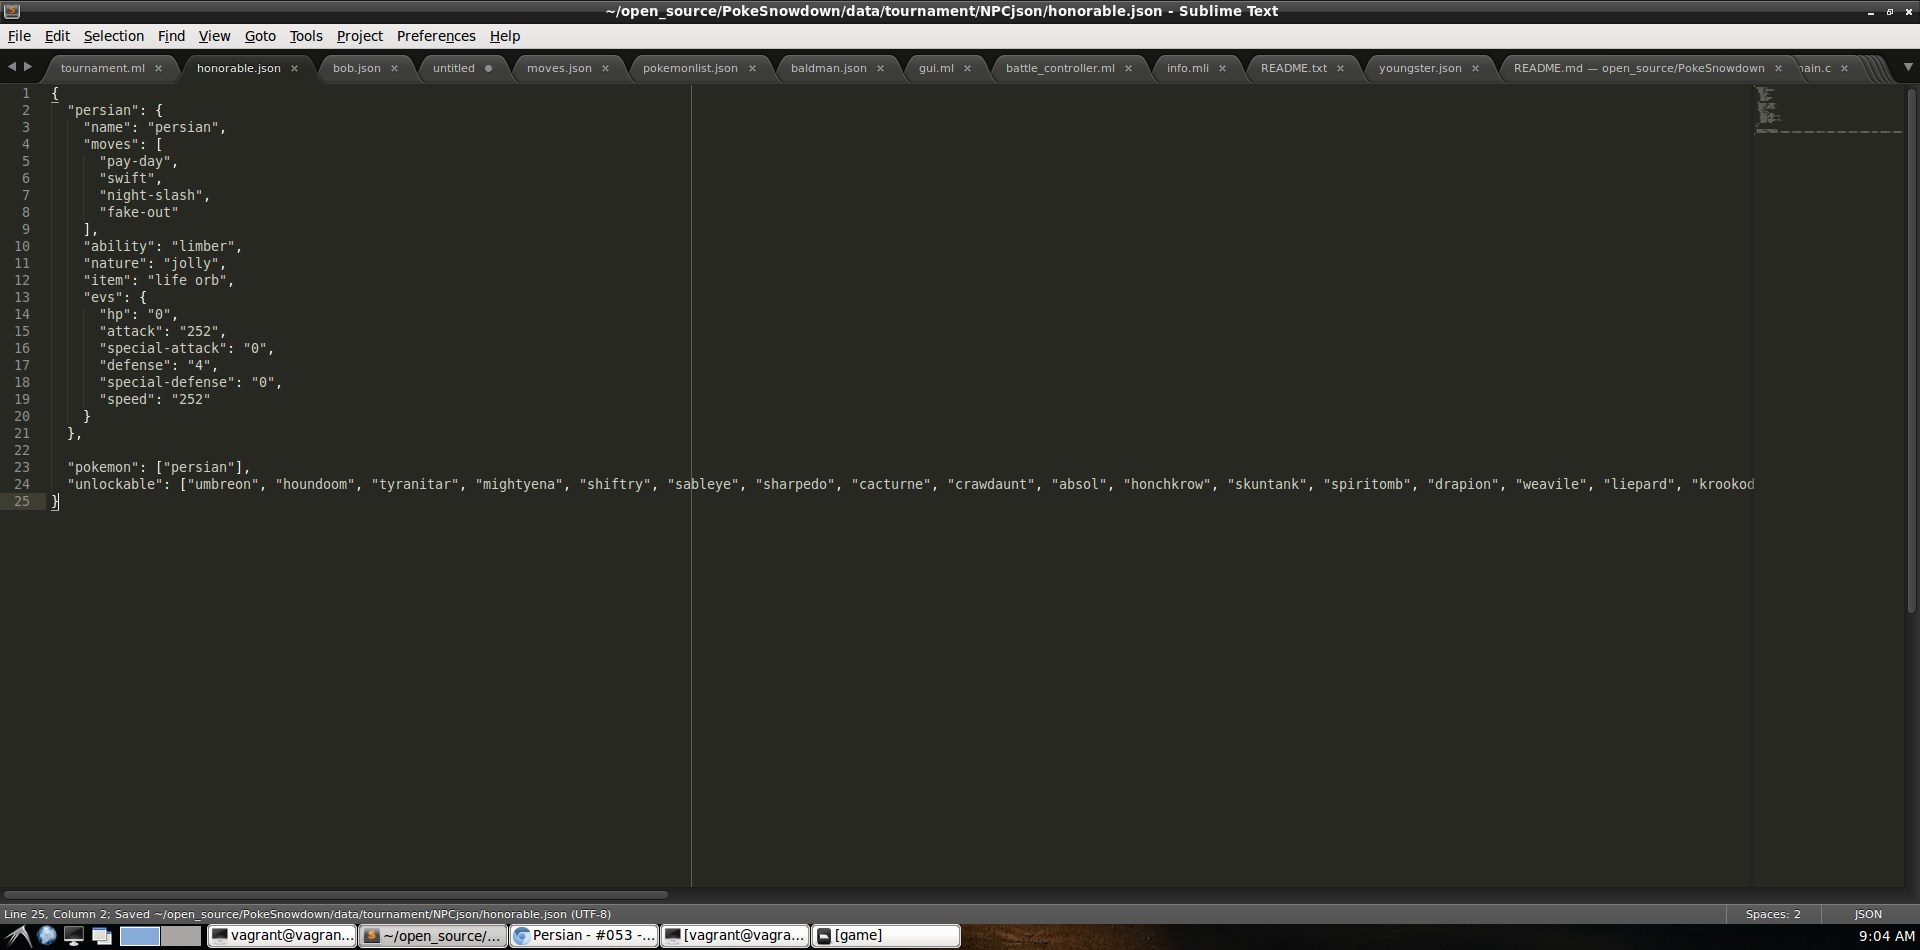 ~/open_source/PokeSnowdown/data/tournament/NPCjson/honorable.json - Sublime Text
File Edit Selection Find View Goto Tools Project Preferences Help
tournament.ml honorable.json bob.json untitled moves.json pokemonlist.json baldman.json gui.ml battle_controller.ml info.mli README.txt youngster.json README.md — open_source/PokeSnowdown main.c
1 {
2 "persian": {
3 "name": "persian",
4 "moves": [
5 "pay-day",
6 "swift",
7 "night-slash",
8 "fake-out"
9 ],
10 "ability": "limber",
11 "nature": "jolly",
12 "item": "life orb",
13 "evs": {
14 "hp": "0",
15 "attack": "252",
16 "special-attack": "0",
17 "defense": "4",
18 "special-defense": "0",
19 "speed": "252"
20 }
21 },
22
23 "pokemon": ["persian"],
24 "unlockable": ["umbreon", "houndoom", "tyranitar", "mightyena", "shiftry", "sableye", "sharpedo", "cacturne", "crawdaunt", "absol", "honchkrow", "skuntank", "spiritomb", "drapion", "weavile", "liepard", "krookod
25 }
Line 25, Column 2; Saved ~/open_source/PokeSnowdown/data/tournament/NPCjson/honorable.json (UTF-8) Spaces: 2 JSON
vagrant@vagran... ~/open_source/... Persian - #053 -... [vagrant@vagra... [game] 9:04 AM